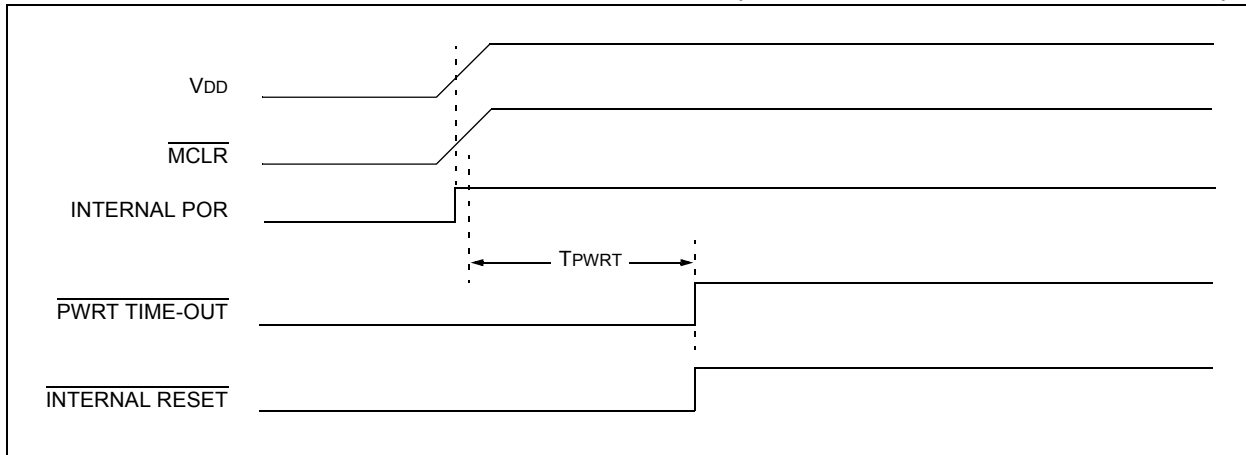 VDD
MCLR
INTERNAL POR
TPWRT
PWRT TIME-OUT
INTERNAL RESET